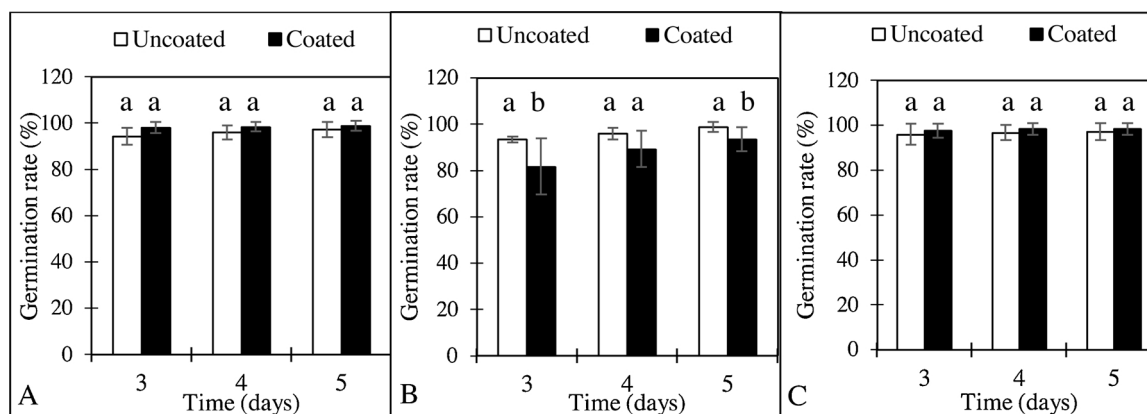 Uncoated Coated
120
100
80
60
40
20
0
Germination rate (%)
a a a a a a
3 4 5
Time (days)
A
Uncoated Coated
120
100
80
60
40
20
0
Germination rate (%)
a b a a a b
3 4 5
Time (days)
B
Uncoated Coated
120
100
80
60
40
20
0
Germination rate (%)
a a a a a a
3 4 5
Time (days)
C